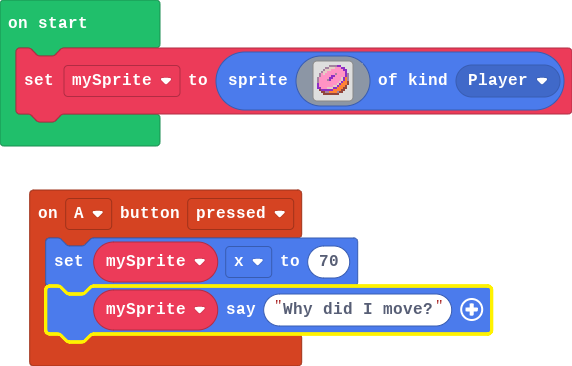 on start
set mySprite to sprite of kind Player
on A button pressed
set mySprite x to 70
mySprite say "Why did I move?"